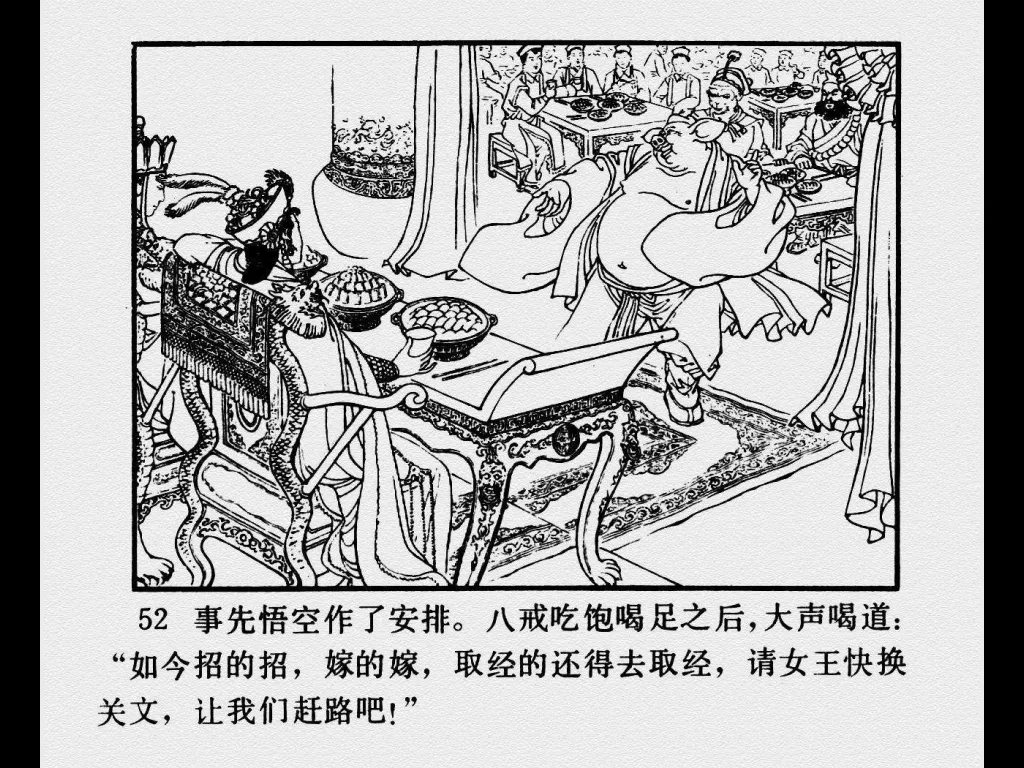 52 事先悟空作了安排。八戒吃饱喝足之后，大声喝道：
“如今招的招，嫁的嫁，取经的还得去取经，请女王快换
关文，让我们赶路吧！”